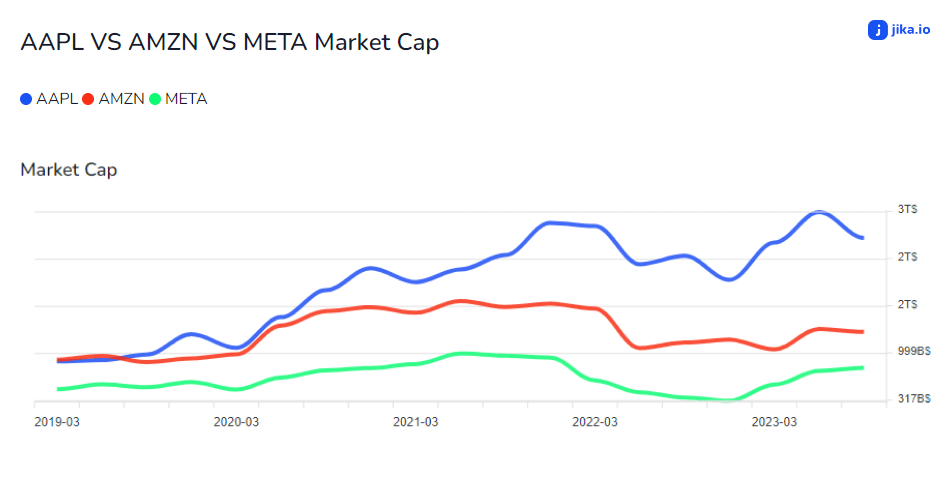 AAPL VS AMZN VS META Market Cap
jika.io
AAPL AMZN META
Market Cap
3T$
2T$
2T$
999B$
317B$
2019-03 2020-03 2021-03 2022-03 2023-03